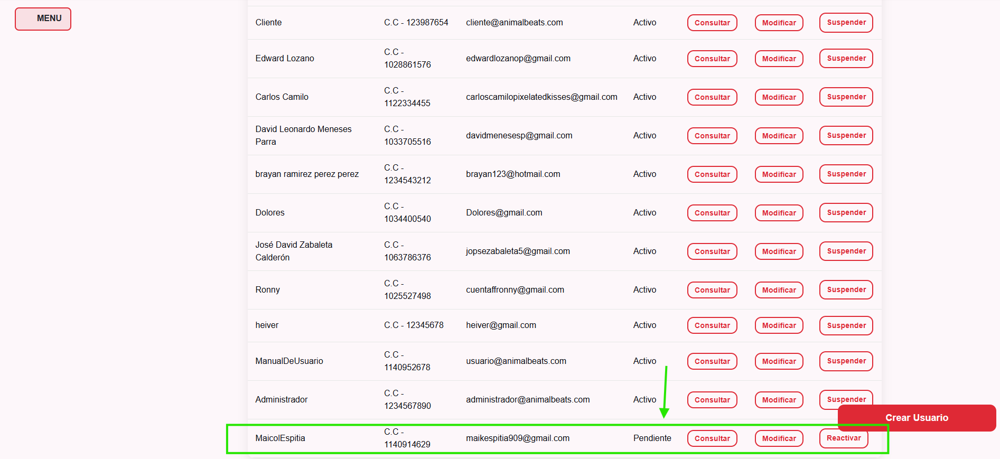 MENU
Cliente C.C - 123987654 cliente@animalbeats.com Activo Consultar Modificar Suspender
Edward Lozano C.C -
1028861576 edwardlozanop@gmail.com Activo Consultar Modificar Suspender
Carlos Camilo C.C -
1122334455 carloscamilopixelatedkisses@gmail.com Activo Consultar Modificar Suspender
David Leonardo Meneses
Parra C.C -
1033705516 davidmenesesp@gmail.com Activo Consultar Modificar Suspender
brayan ramirez perez perez C.C -
1234543212 brayan123@hotmail.com Activo Consultar Modificar Suspender
Dolores C.C -
1034400540 Dolores@gmail.com Activo Consultar Modificar Suspender
José David Zabaleta
Calderón C.C -
1063786376 jopsezabaleta5@gmail.com Activo Consultar Modificar Suspender
Ronny C.C -
1025527498 cuentaffronny@gmail.com Activo Consultar Modificar Suspender
heiver C.C - 12345678 heiver@gmail.com Activo Consultar Modificar Suspender
ManualDeUsuario C.C -
1140952678 usuario@animalbeats.com Activo Consultar Modificar Suspender
Administrador C.C -
1234567890 administrador@animalbeats.com Activo Consultar Modificar Suspender
Crear Usuario
MaicolEspitia C.C -
1140914629 maikespitia909@gmail.com Pendiente Consultar Modificar Reactivar